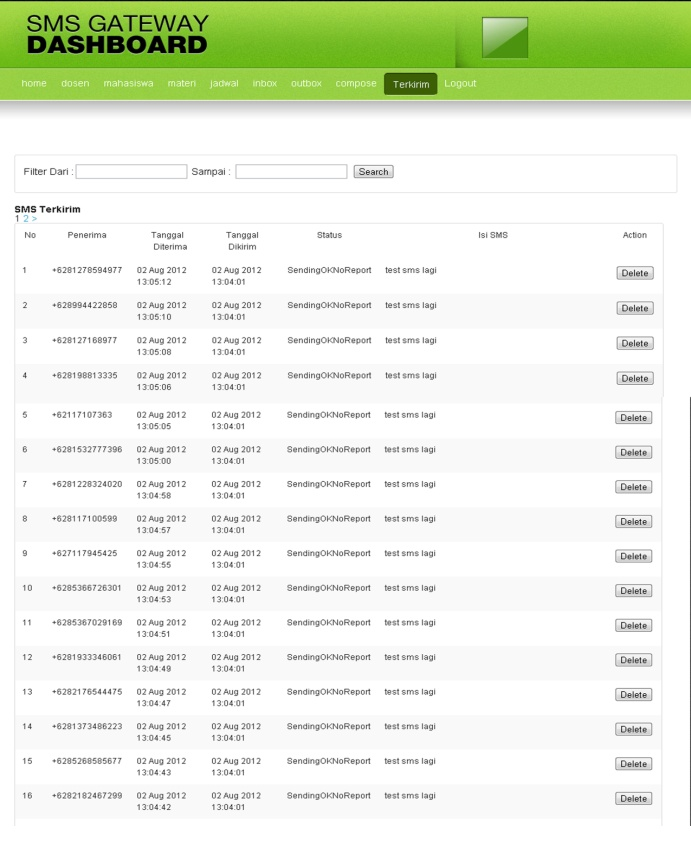 SMS GATEWAY
DASHBOARD
home dosen mahasiswa materi jadwal inbox outbox compose Terkirim Logout
Filter Dari : Sampai : Search
SMS Terkirim
1 2 >
No Penerima Tanggal Tanggal Status Isi SMS Action
Diterima Dikirim
1 +6281278594977 02 Aug 2012 02 Aug 2012 SendingOKNoReport test sms lagi Delete
13:05:12 13:04:01
2 +628994422858 02 Aug 2012 02 Aug 2012 SendingOKNoReport test sms lagi Delete
13:05:10 13:04:01
3 +628127168977 02 Aug 2012 02 Aug 2012 SendingOKNoReport test sms lagi Delete
13:05:08 13:04:01
4 +628198813335 02 Aug 2012 02 Aug 2012 SendingOKNoReport test sms lagi Delete
13:05:06 13:04:01
5 +62117107363 02 Aug 2012 02 Aug 2012 SendingOKNoReport test sms lagi Delete
13:05:05 13:04:01
6 +6281532777396 02 Aug 2012 02 Aug 2012 SendingOKNoReport test sms lagi Delete
13:05:00 13:04:01
7 +6281228324020 02 Aug 2012 02 Aug 2012 SendingOKNoReport test sms lagi Delete
13:04:58 13:04:01
8 +628117100599 02 Aug 2012 02 Aug 2012 SendingOKNoReport test sms lagi Delete
13:04:57 13:04:01
9 +627117945425 02 Aug 2012 02 Aug 2012 SendingOKNoReport test sms lagi Delete
13:04:55 13:04:01
10 +6285366726301 02 Aug 2012 02 Aug 2012 SendingOKNoReport test sms lagi Delete
13:04:53 13:04:01
11 +6285367029169 02 Aug 2012 02 Aug 2012 SendingOKNoReport test sms lagi Delete
13:04:51 13:04:01
12 +6281933346061 02 Aug 2012 02 Aug 2012 SendingOKNoReport test sms lagi Delete
13:04:49 13:04:01
13 +6282176544475 02 Aug 2012 02 Aug 2012 SendingOKNoReport test sms lagi Delete
13:04:47 13:04:01
14 +6281373486223 02 Aug 2012 02 Aug 2012 SendingOKNoReport test sms lagi Delete
13:04:45 13:04:01
15 +6285268585677 02 Aug 2012 02 Aug 2012 SendingOKNoReport test sms lagi Delete
13:04:43 13:04:01
16 +6282182467299 02 Aug 2012 02 Aug 2012 SendingOKNoReport test sms lagi Delete
13:04:42 13:04:01